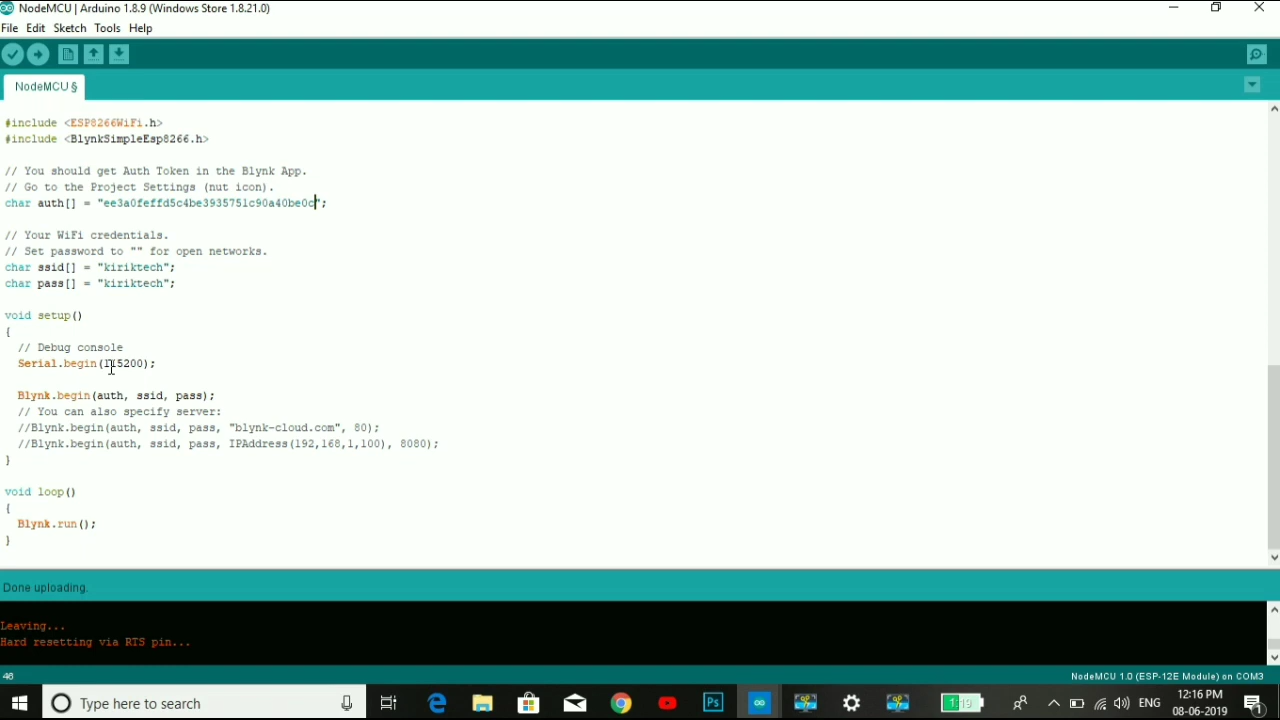 NodeMCU | Arduino 1.8.9 (Windows Store 1.8.21.0)
File Edit Sketch Tools Help
NodeMCU §
#include <ESP8266WiFi.h>
#include <BlynkSimpleEsp8266.h>
// You should get Auth Token in the Blynk App.
// Go to the Project Settings (nut icon).
char auth[] = "ee3a0feffd5c4be3935751c90a40be0c";
// Your WiFi credentials.
// Set password to "" for open networks.
char ssid[] = "kiriktech";
char pass[] = "kiriktech";
void setup()
{
// Debug console
Serial.begin(115200);
Blynk.begin(auth, ssid, pass);
// You can also specify server:
//Blynk.begin(auth, ssid, pass, "blynk-cloud.com", 80);
//Blynk.begin(auth, ssid, pass, IPAddress(192,168,1,100), 8080);
}
void loop()
{
Blynk.run();
}
Done uploading.
Leaving...
Hard resetting via RTS pin...
46
NodeMCU 1.0 (ESP-12E Module) on COM3
Type here to search
Ps
1:19
ENG
12:16 PM
08-06-2019
1